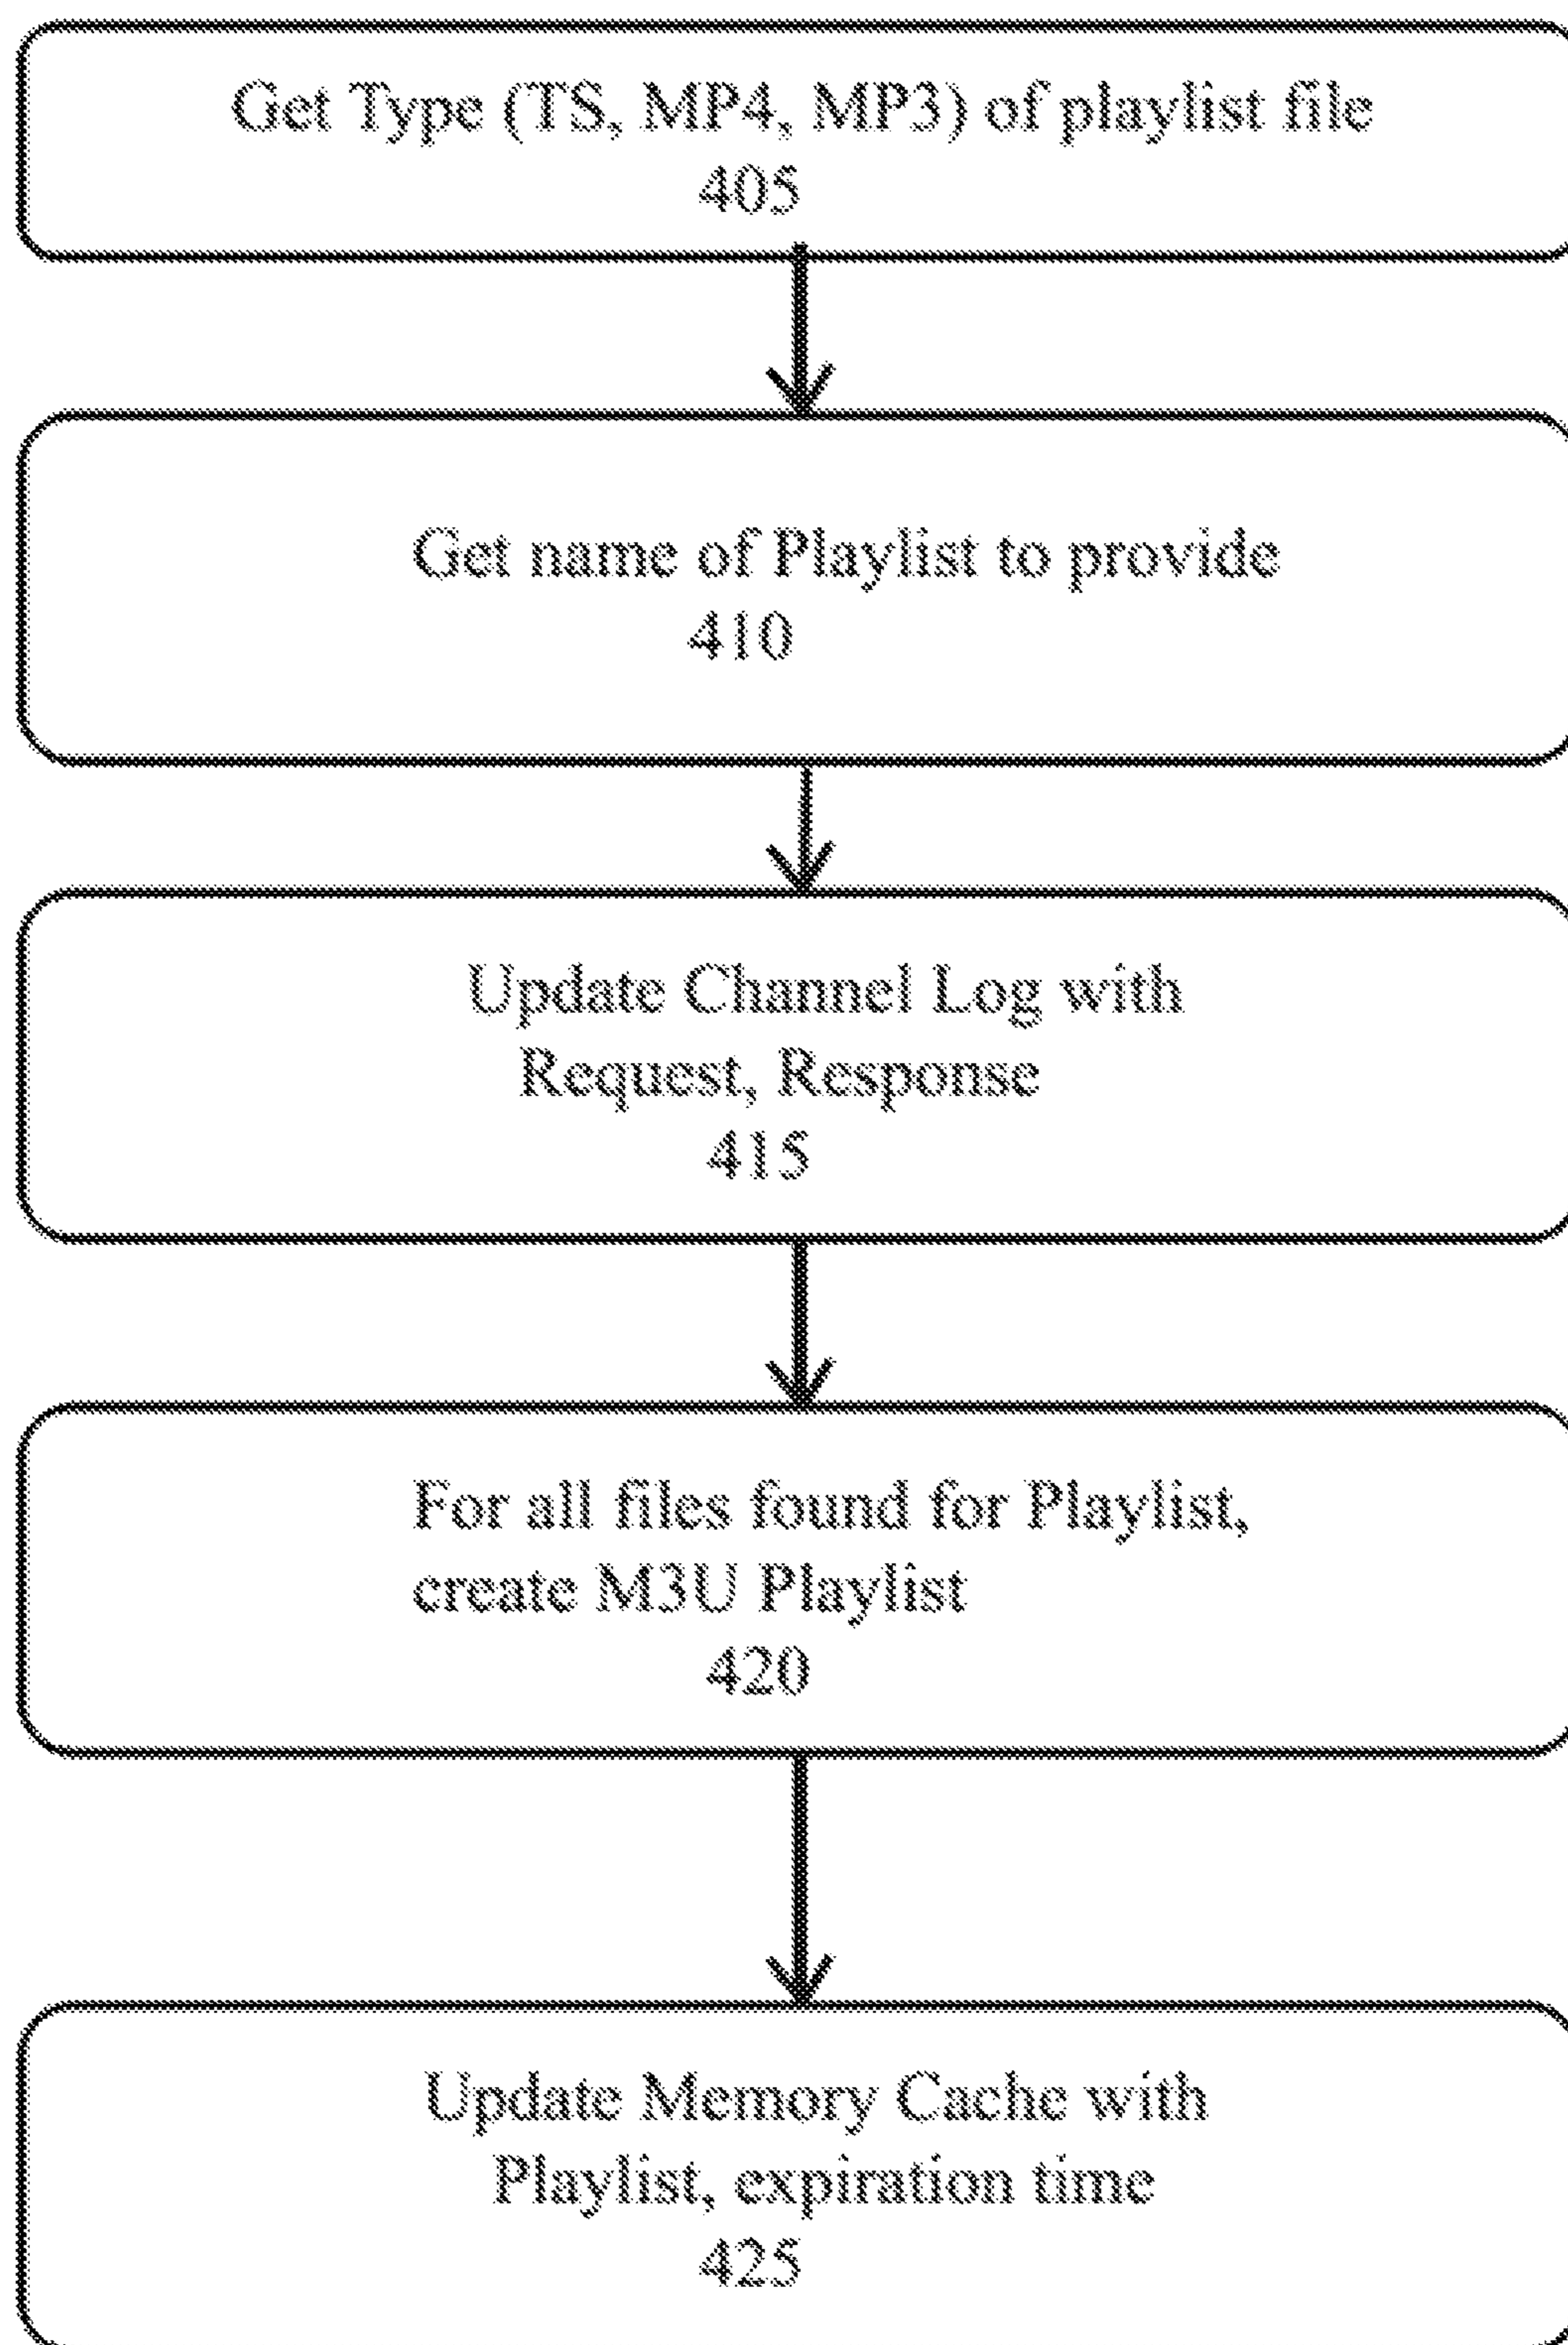 Get Type (TS, MP4, MP3) of playlist file
405
Get name of Playlist to provide
410
Update Channel Log with
Request, Response
415
For all files found for Playlist,
create M3U Playlist
420
Update Memory Cache with
Playlist, expiration time
425